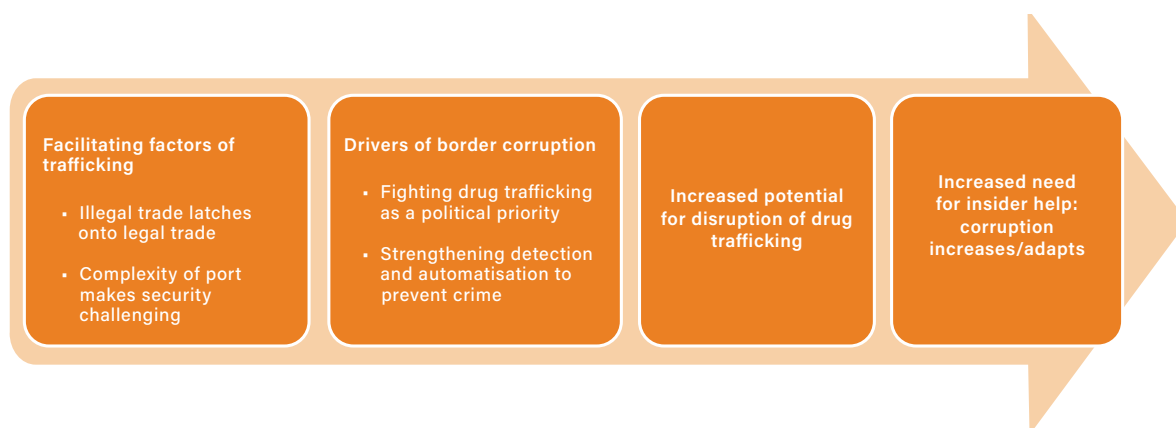 Facilitating factors of
trafficking
▪ Illegal trade latches
onto legal trade
▪ Complexity of port
makes security
challenging
Drivers of border corruption
▪ Fighting drug trafficking
as a political priority
▪ Strengthening detection
and automatisation to
prevent crime
Increased potential
for disruption of drug
trafficking
Increased need
for insider help:
corruption
increases/adapts